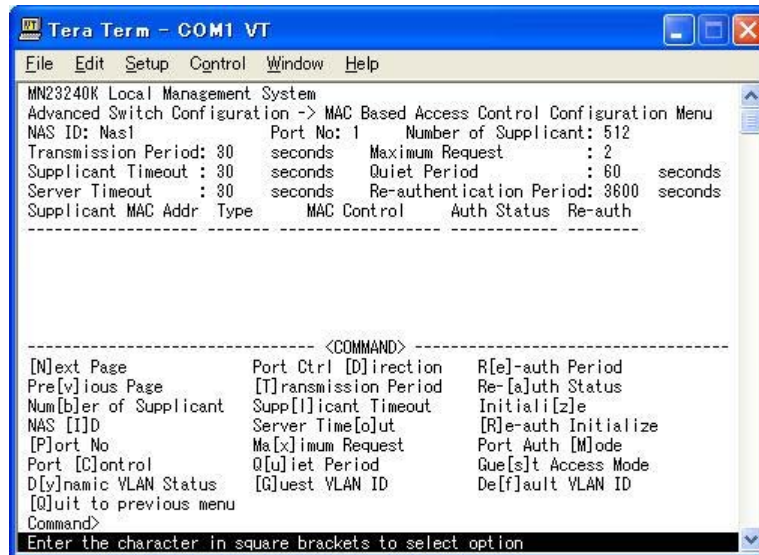 Tera Term - COM1 VT
File Edit Setup Control Window Help
MN23240K Local Management System
Advanced Switch Configuration -> MAC Based Access Control Configuration Menu
NAS ID: Nas1 Port No: 1 Number of Supplicant: 512
Transmission Period: 30 seconds Maximum Request : 2
Supplicant Timeout : 30 seconds Quiet Period : 60 seconds
Server Timeout : 30 seconds Re-authentication Period: 3600 seconds
Supplicant MAC Addr Type MAC Control Auth Status Re-auth
------------------- ------- ----------------- ------------ --------
-------------------------------- <COMMAND> -----------------------------------
[N]ext Page Port Ctrl [D]irection R[e]-auth Period
Pre[v]ious Page [T]ransmission Period Re-[a]uth Status
Num[b]er of Supplicant Supp[l]icant Timeout Initiali[z]e
NAS [I]D Server Time[o]ut [R]e-auth Initialize
[P]ort No Ma[x]imum Request Port Auth [M]ode
Port [C]ontrol Q[u]iet Period Gue[s]t Access Mode
D[y]namic VLAN Status [G]uest VLAN ID De[f]ault VLAN ID
[Q]uit to previous menu
Command>
Enter the character in square brackets to select option